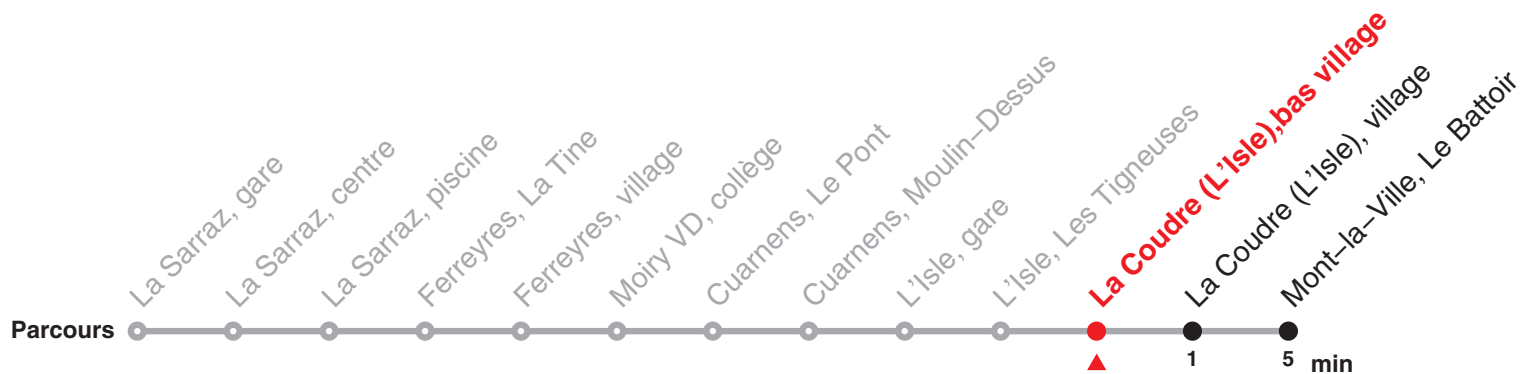 La Sarraz, gare
La Sarraz, centre
La Sarraz, piscine
Ferreyres, La Tine
Ferreyres, village
Moiry VD, collège
Cuarnens, Le Pont
Cuarnens, Moulin–Dessus
L'Isle, gare
L'Isle, Les Tigneuses
La Coudre (L'Isle),bas village
La Coudre (L'Isle), village
Mont–la–Ville, Le Battoir
Parcours
1 5 min